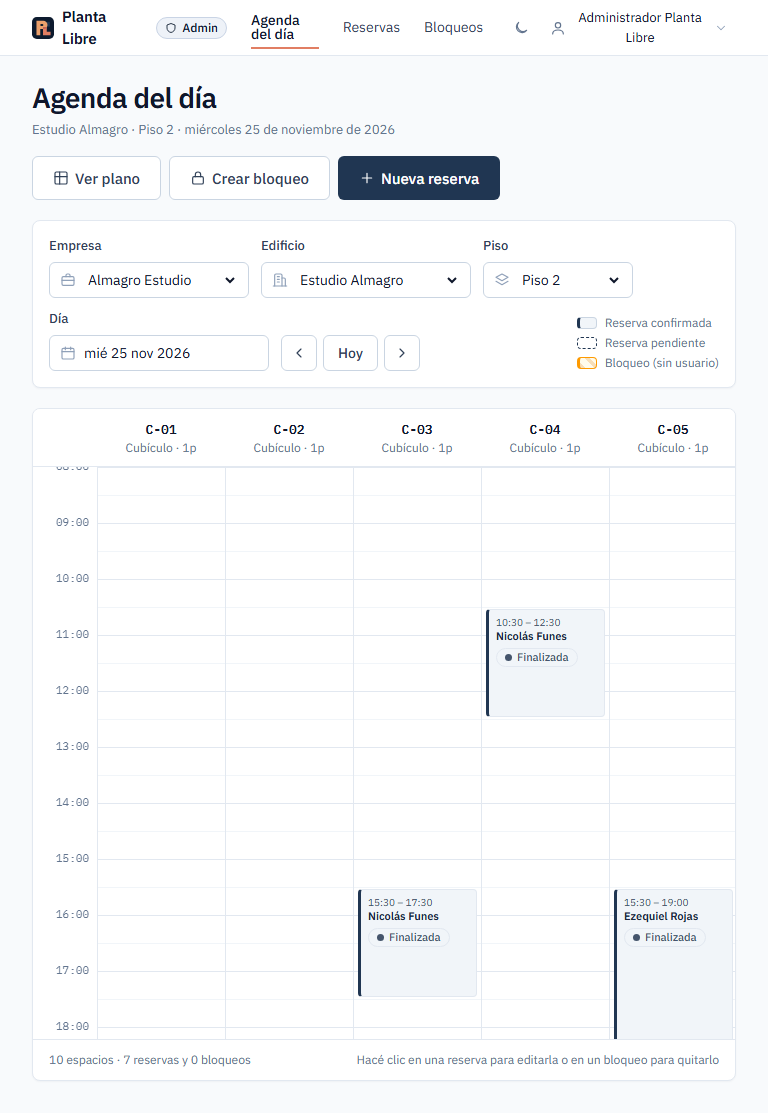 Planta
Libre
Admin
Agenda
del día
Reservas
Bloqueos
Administrador Planta
Libre
Agenda del día
Estudio Almagro · Piso 2 · miércoles 25 de noviembre de 2026
Ver plano
Crear bloqueo
Nueva reserva
Empresa
Edificio
Piso
Almagro Estudio
Estudio Almagro
Piso 2
Día
mié 25 nov 2026
Hoy
Reserva confirmada
Reserva pendiente
Bloqueo (sin usuario)
C-01
C-02
C-03
C-04
C-05
Cubículo · 1p
Cubículo · 1p
Cubículo · 1p
Cubículo · 1p
Cubículo · 1p
09:00
10:00
10:30 – 12:30
11:00
Nicolás Funes
Finalizada
12:00
13:00
14:00
15:00
15:30 – 17:30
15:30 – 19:00
16:00
Nicolás Funes
Ezequiel Rojas
Finalizada
Finalizada
17:00
18:00
10 espacios · 7 reservas y 0 bloqueos
Hacé clic en una reserva para editarla o en un bloqueo para quitarlo